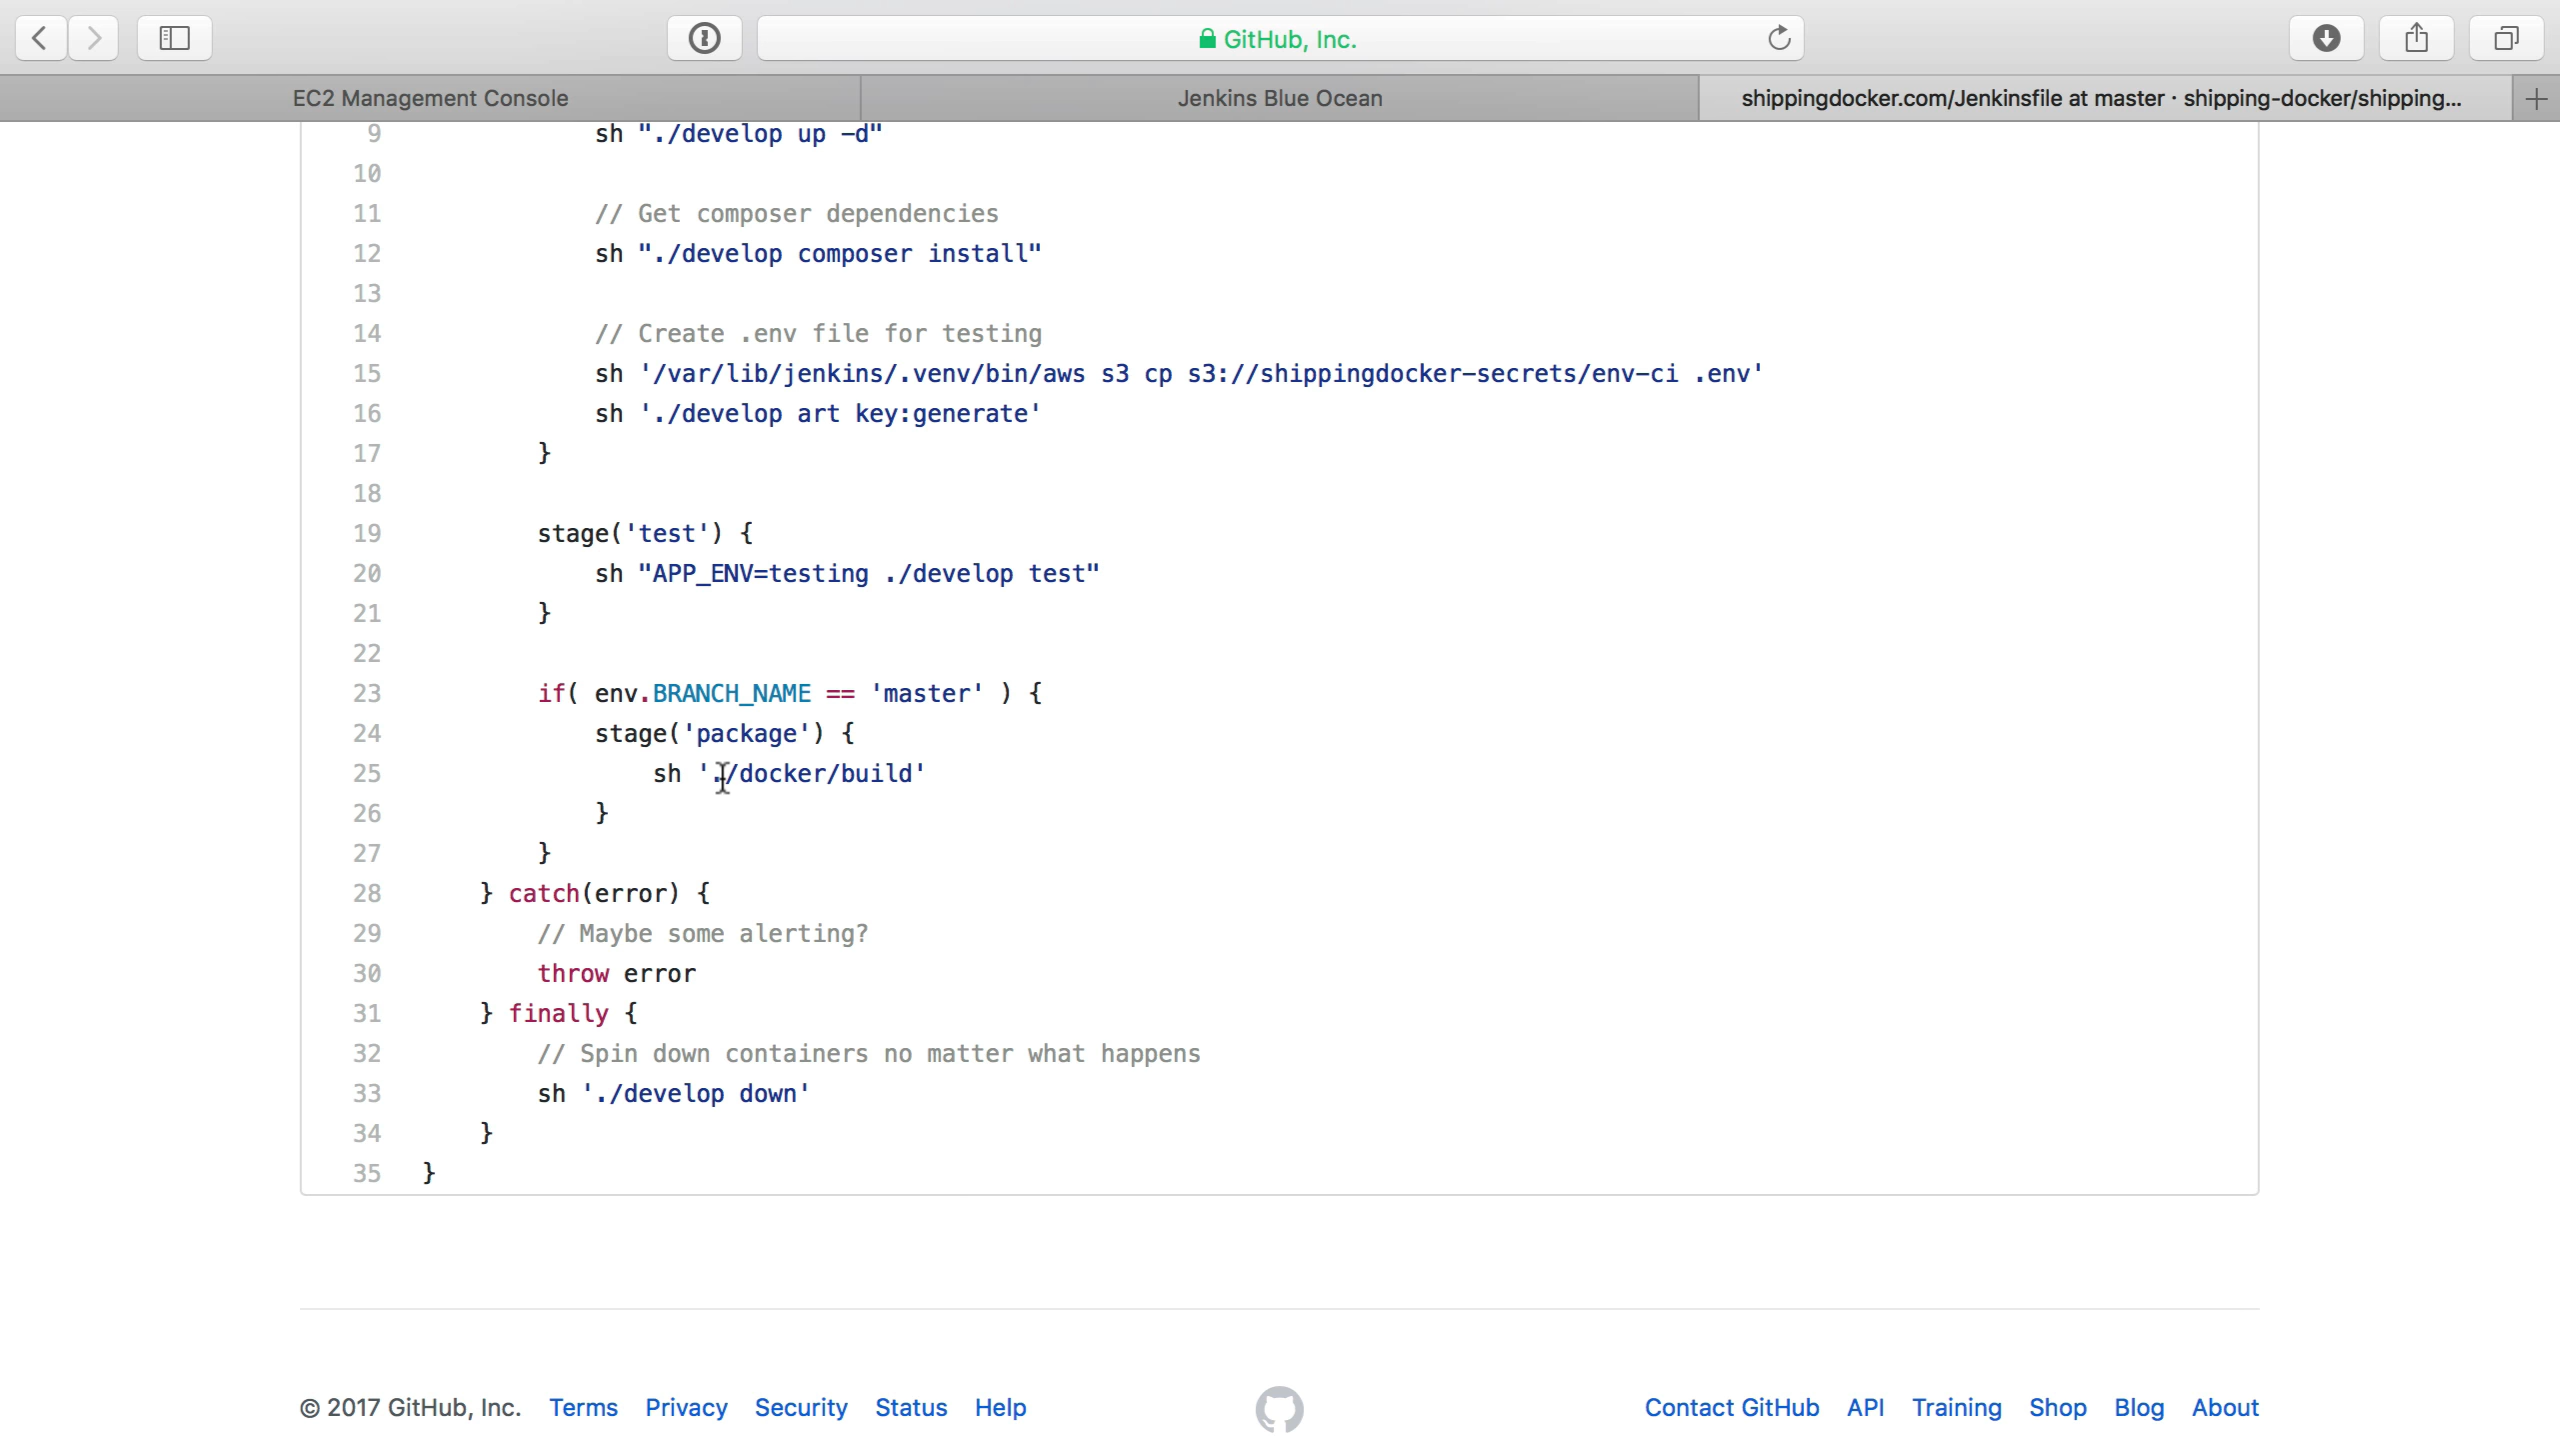 GitHub, Inc.
EC2 Management Console
Jenkins Blue Ocean
shippingdocker.com/Jenkinsfile at master · shipping-docker/shipping...
9 sh "./develop up -d"
10
11 // Get composer dependencies
12 sh "./develop composer install"
13
14 // Create .env file for testing
15 sh '/var/lib/jenkins/.venv/bin/aws s3 cp s3://shippingdocker-secrets/env-ci .env'
16 sh './develop art key:generate'
17 }
18
19 stage('test') {
20 sh "APP_ENV=testing ./develop test"
21 }
22
23 if( env.BRANCH_NAME == 'master' ) {
24 stage('package') {
25 sh './docker/build'
26 }
27 }
28 } catch(error) {
29 // Maybe some alerting?
30 throw error
31 } finally {
32 // Spin down containers no matter what happens
33 sh './develop down'
34 }
35 }
© 2017 GitHub, Inc. Terms Privacy Security Status Help Contact GitHub API Training Shop Blog About